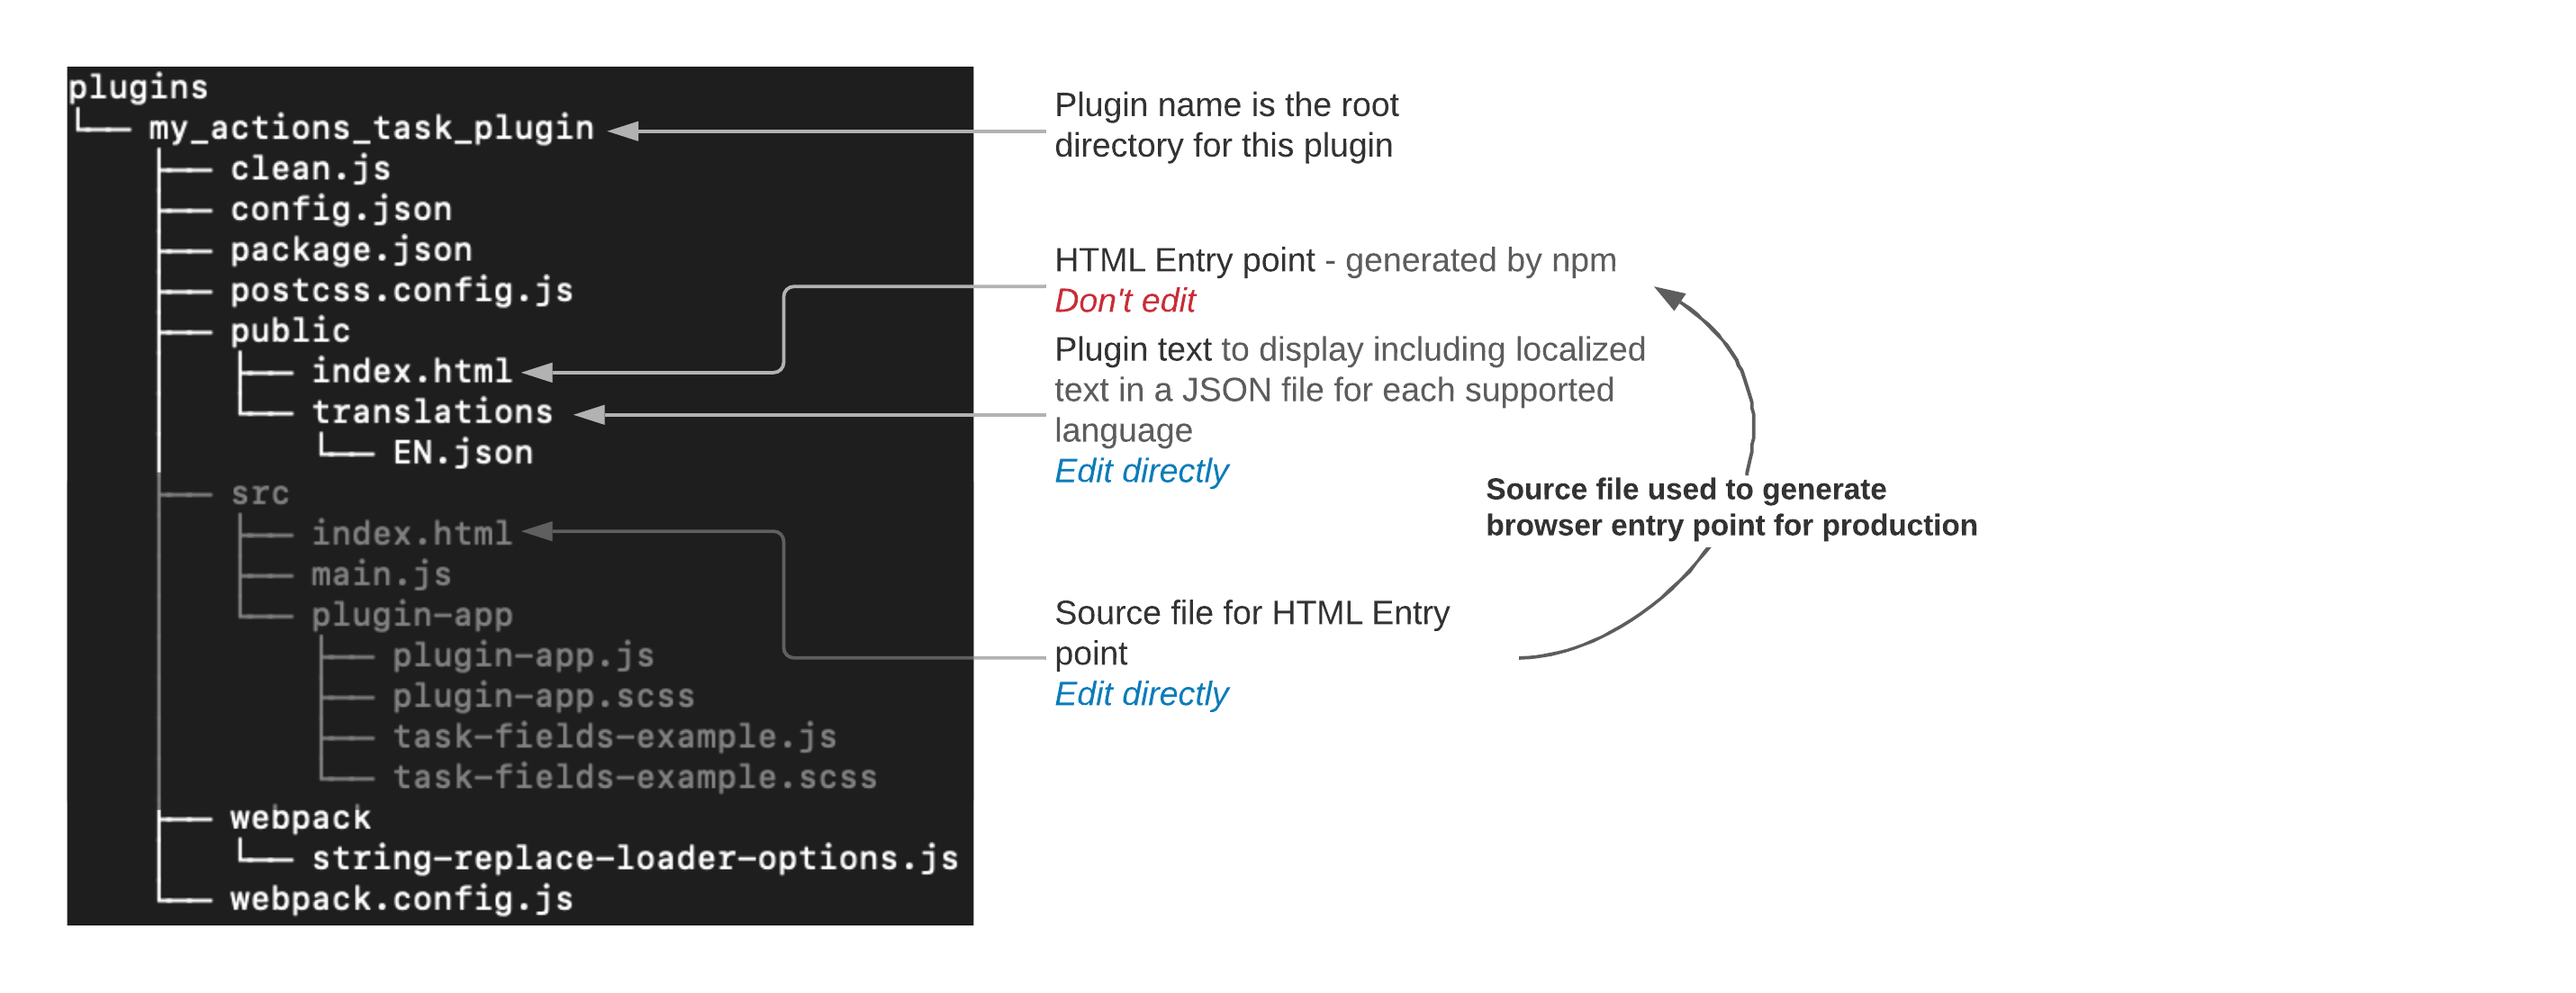 plugins
my_actions_task_plugin
clean.js
config.json
package.json
postcss.config.js
public
index.html
translations
EN.json
src
index.html
main.js
plugin-app
plugin-app.js
plugin-app.scss
task-fields-example.js
task-fields-example.scss
webpack
string-replace-loader-options.js
webpack.config.js
Plugin name is the root
directory for this plugin
HTML Entry point - generated by npm
Don't edit
Plugin text to display including localized
text in a JSON file for each supported
language
Edit directly
Source file used to generate
browser entry point for production
Source file for HTML Entry
point
Edit directly